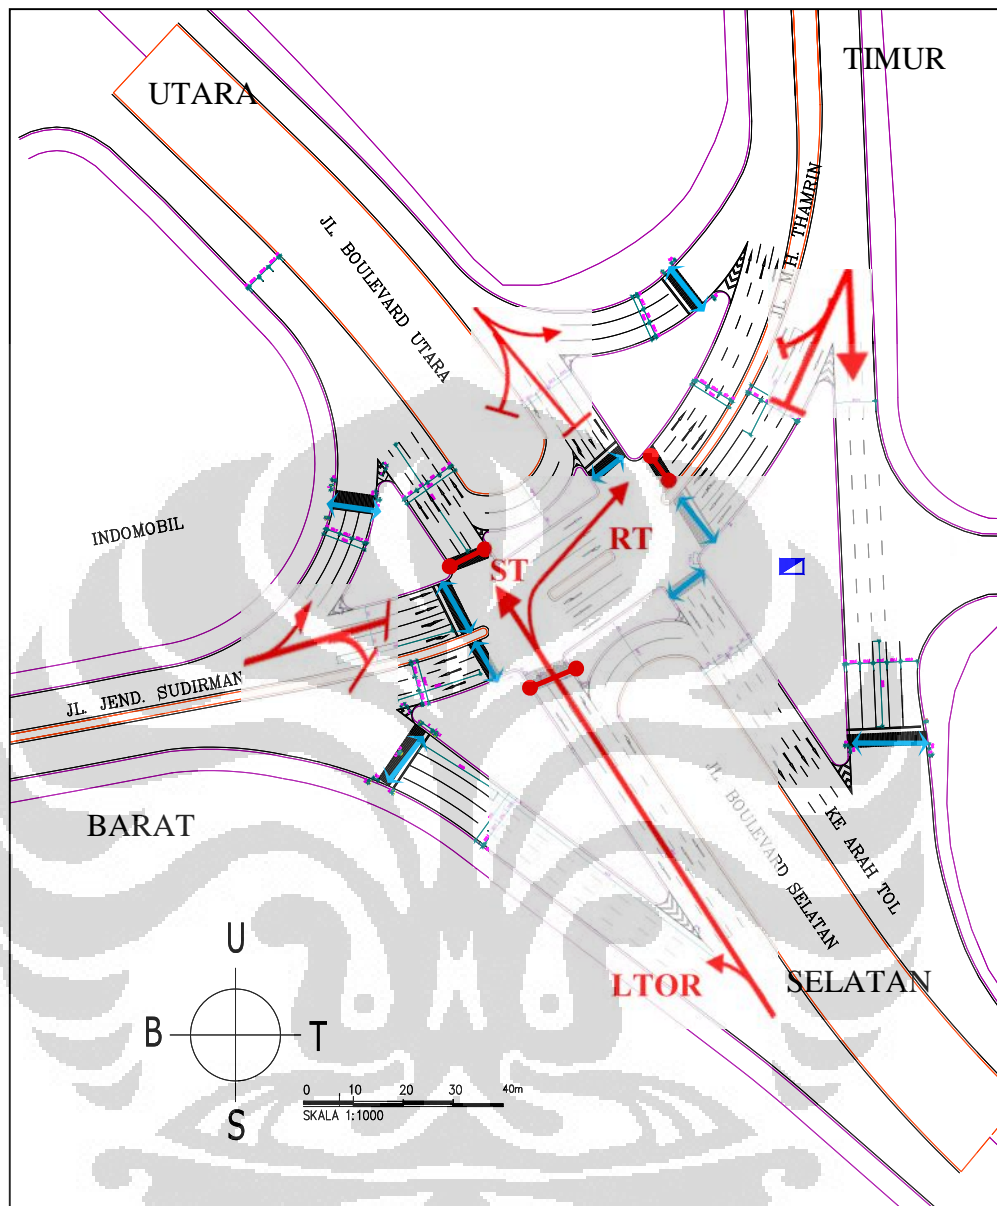 TIMUR
UTARA
JL. M.H. THAMRIN
JL. BOULEVARD UTARA
INDOMOBIL
RT
ST
JL. JEND. SUDIRMAN
JL. BOULEVARD SELATAN
KE ARAH TOL
BARAT
SELATAN
LTOR
U
B
T
S
0 10 20 30 40m
SKALA 1:1000